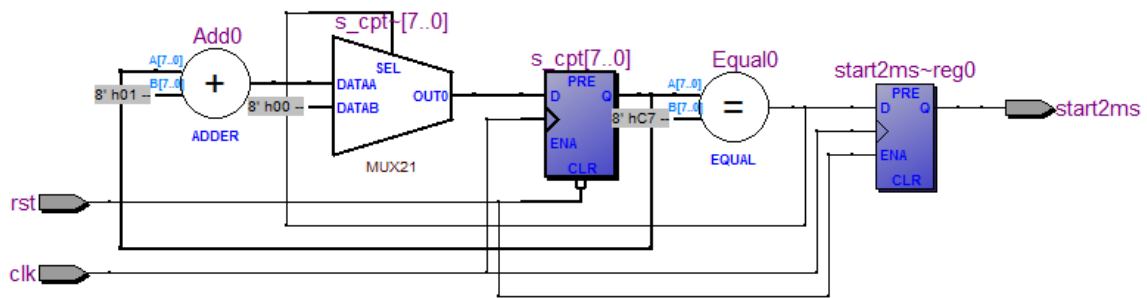 Add0
A[7..0]
B[7..0]
8' h01 --
+
ADDER
s_cpt~[7..0]
SEL
DATAA
8' h00 --
DATAB
OUT0
MUX21
s_cpt[7..0]
PRE
D
Q
ENA
CLR
Equal0
A[7..0]
B[7..0]
8' hC7 --
=
EQUAL
start2ms~reg0
PRE
D
Q
ENA
CLR
start2ms
rst
clk